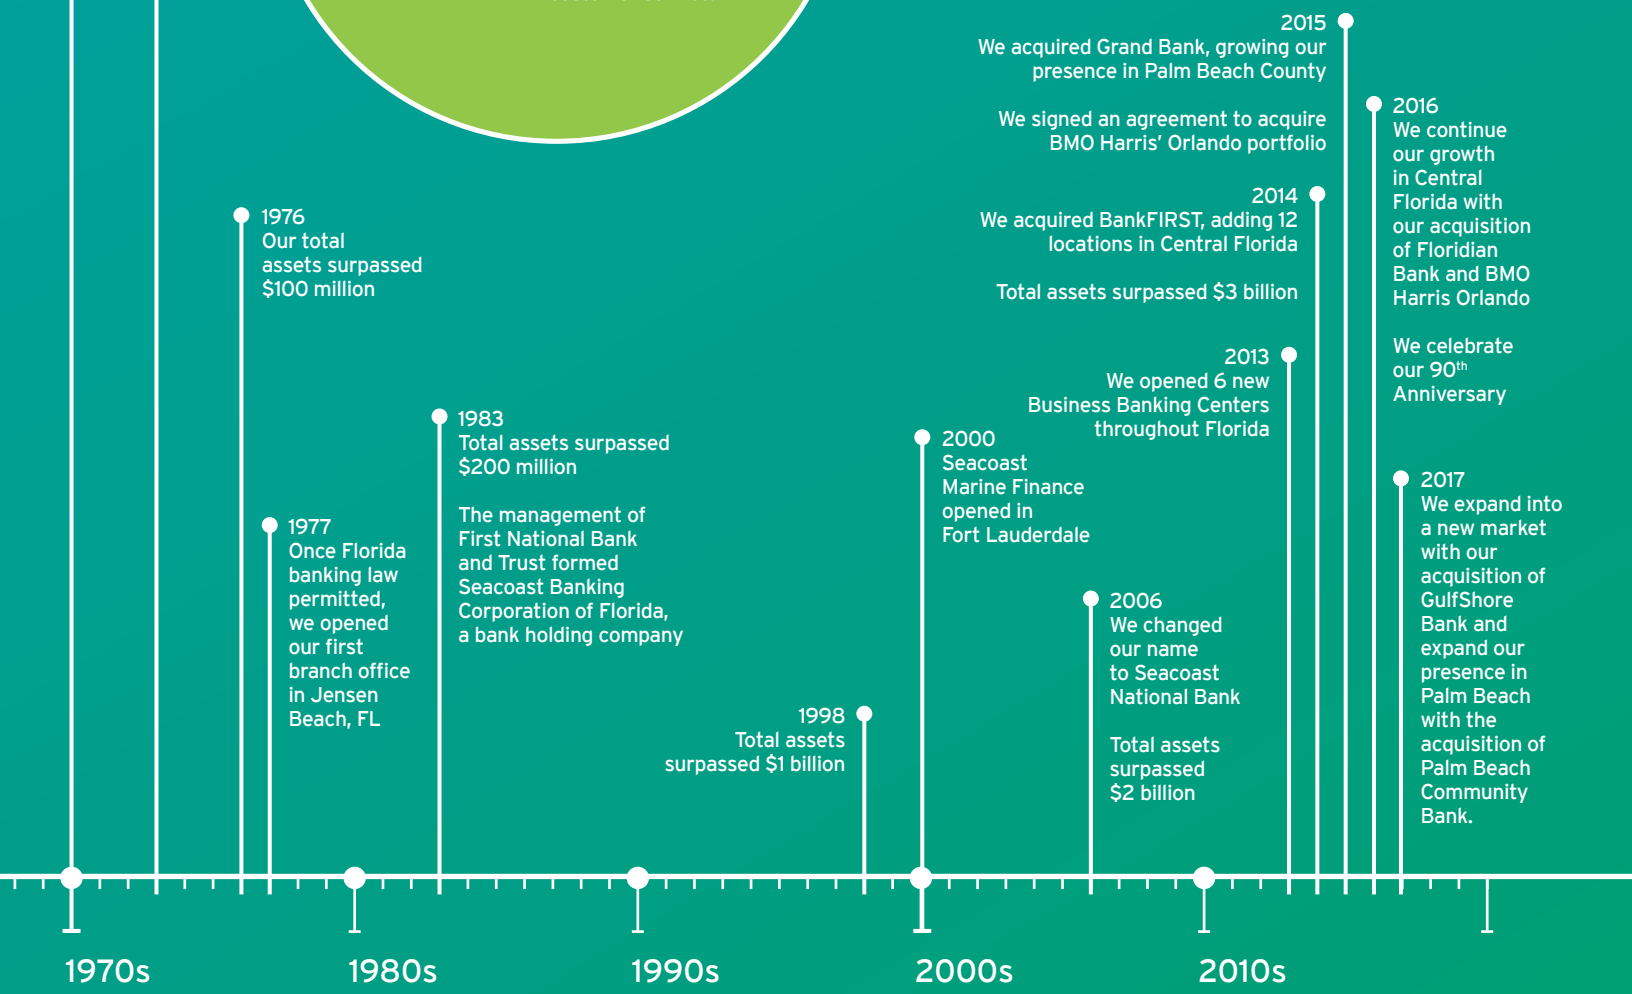 2015
We acquired Grand Bank, growing our
presence in Palm Beach County
We signed an agreement to acquire
BMO Harris’ Orlando portfolio
2016
We continue
our growth
in Central
Florida with
our acquisition
of Floridian
Bank and BMO
Harris Orlando
We celebrate
our 90th
Anniversary
2014
We acquired BankFIRST, adding 12
locations in Central Florida
Total assets surpassed $3 billion
1976
Our total
assets surpassed
$100 million
2013
We opened 6 new
Business Banking Centers
throughout Florida
1983
Total assets surpassed
$200 million
The management of
First National Bank
and Trust formed
Seacoast Banking
Corporation of Florida,
a bank holding company
2000
Seacoast
Marine Finance
opened in
Fort Lauderdale
2017
We expand into
a new market
with our
acquisition of
GulfShore
Bank and
expand our
presence in
Palm Beach
with the
acquisition of
Palm Beach
Community
Bank.
1977
Once Florida
banking law
permitted,
we opened
our first
branch office
in Jensen
Beach, FL
2006
We changed
our name
to Seacoast
National Bank
Total assets
surpassed
$2 billion
1998
Total assets
surpassed $1 billion
1970s
1980s
1990s
2000s
2010s